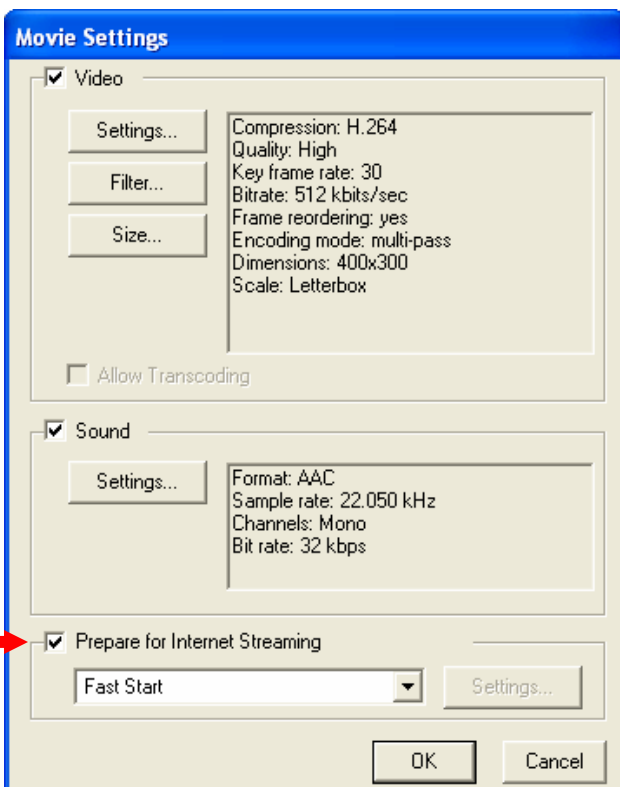 Movie Settings
Video
Settings...
Filter...
Size...
Compression: H.264
Quality: High
Key frame rate: 30
Bitrate: 512 kbits/sec
Frame reordering: yes
Encoding mode: multi-pass
Dimensions: 400x300
Scale: Letterbox
Allow Transcoding
Sound
Settings...
Format: AAC
Sample rate: 22.050 kHz
Channels: Mono
Bit rate: 32 kbps
Prepare for Internet Streaming
Fast Start
Settings...
OK
Cancel